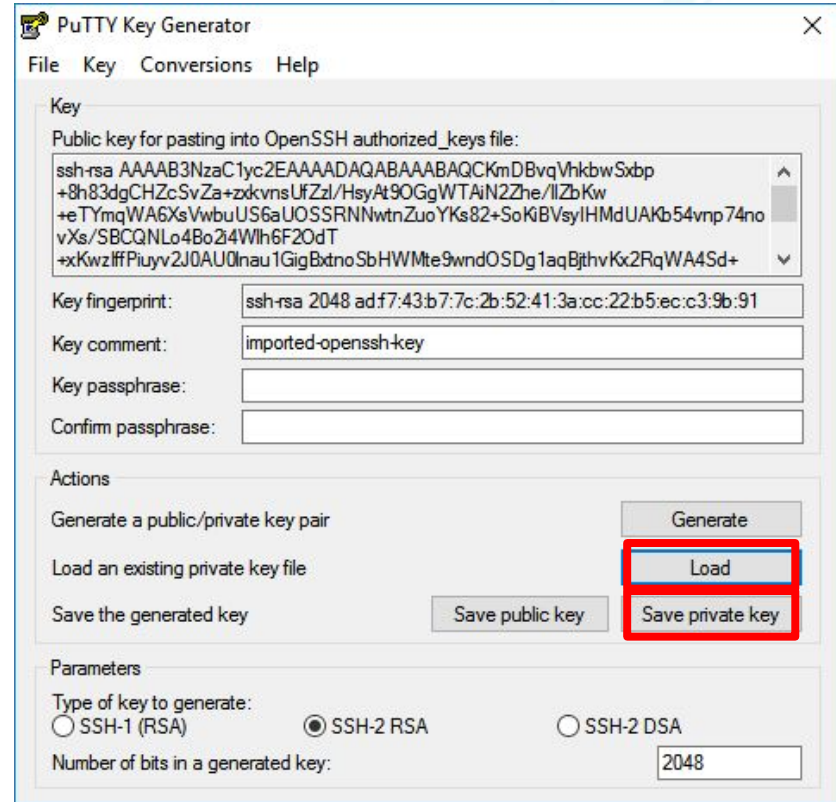 PuTTY Key Generator
File Key Conversions Help
Key
Public key for pasting into OpenSSH authorized_keys file:
ssh-rsa AAAAB3NzaC1yc2EAAAADAQABAAABAQCKmDBvqVhkbwSxbp
+8h83dgCHZcSvZa+zxkvnsUfZzl/HsyAt9OGgWTAiN2Zhe/IlZbKw
+eTYmqWA6XsVwbuUS6aUOSSRNNwtnZuoYKs82+SoKiBVsyIHMdUAKb54vnp74no
vXs/SBCQNLo4Bo2i4Wlh6F2OdT
+xKwzlffPiuyv2J0AU0lnau1GigBxtnoSbHWMte9wndOSDg1aqBjthvKx2RqWA4Sd+
Key fingerprint: ssh-rsa 2048 ad:f7:43:b7:7c:2b:52:41:3a:cc:22:b5:ec:c3:9b:91
Key comment: imported-openssh-key
Key passphrase:
Confirm passphrase:
Actions
Generate a public/private key pair Generate
Load an existing private key file Load
Save the generated key Save public key Save private key
Parameters
Type of key to generate:
SSH-1 (RSA) SSH-2 RSA SSH-2 DSA
Number of bits in a generated key: 2048